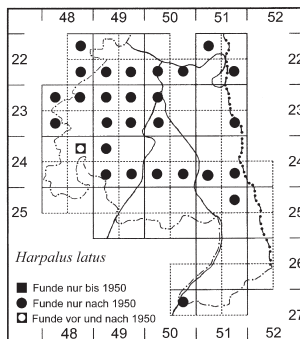 48 49 50 51 52
22 22
23 23
24 24
25 25
26
27
48 49 50 51 52
Harpalus latus
Funde nur bis 1950
Funde nur nach 1950
Funde vor und nach 1950